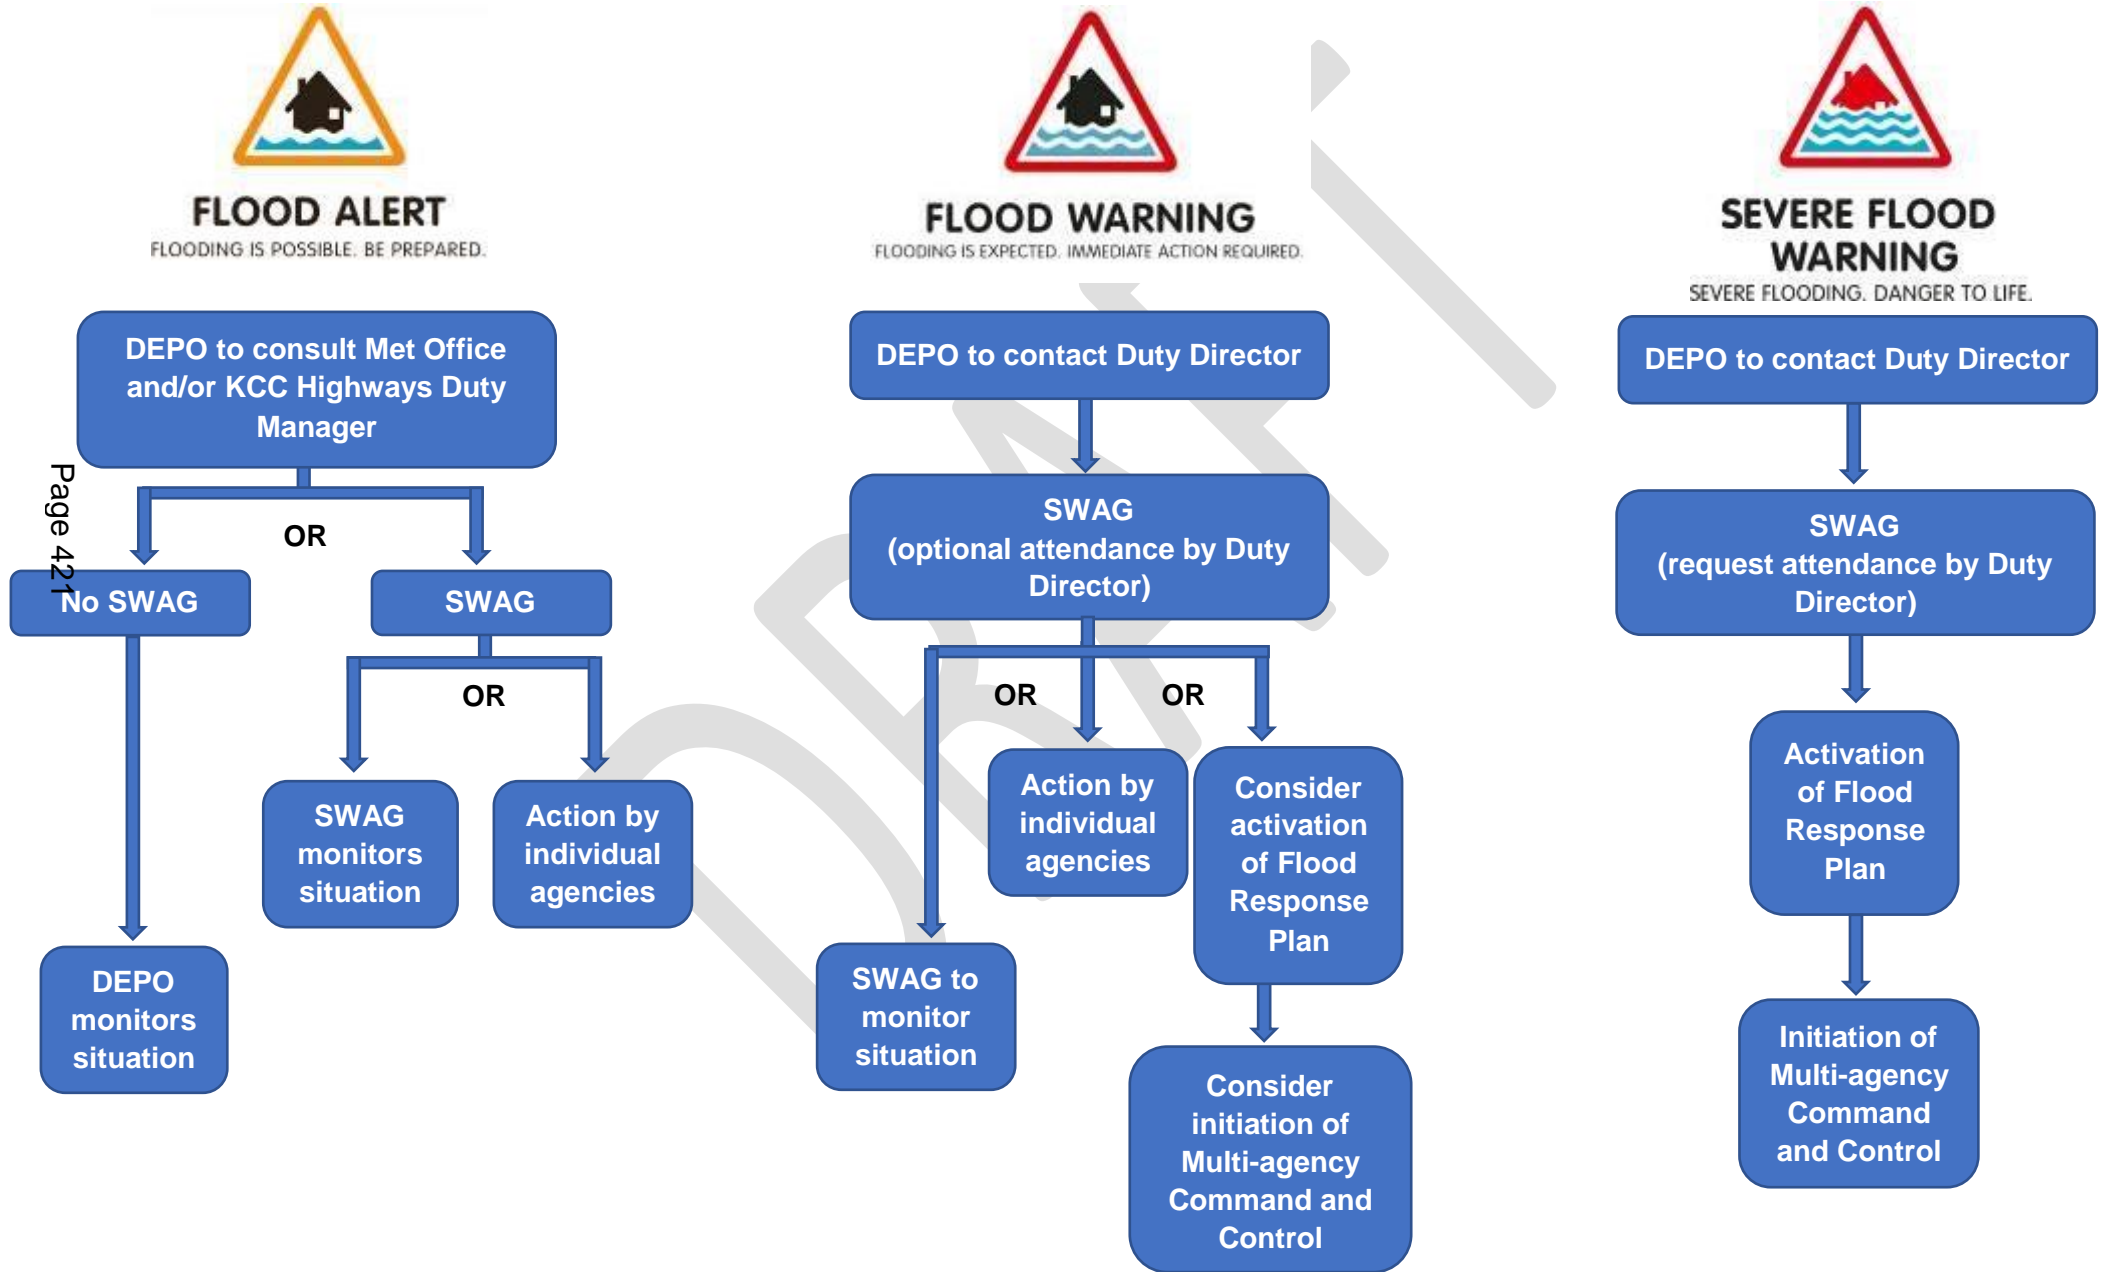 FLOOD ALERT
FLOODING IS POSSIBLE. BE PREPARED.
DEPO to consult Met Office
and/or KCC Highways Duty
Manager
OR
No SWAG
SWAG
OR
SWAG
monitors
situation
Action by
individual
agencies
DEPO
monitors
situation
FLOOD WARNING
FLOODING IS EXPECTED. IMMEDIATE ACTION REQUIRED.
DEPO to contact Duty Director
SWAG
(optional attendance by Duty
Director)
OR
OR
Action by
individual
agencies
Consider
activation
of Flood
Response
Plan
SWAG to
monitor
situation
Consider
initiation of
Multi-agency
Command and
Control
SEVERE FLOOD
WARNING
SEVERE FLOODING. DANGER TO LIFE.
DEPO to contact Duty Director
SWAG
(request attendance by Duty
Director)
Activation
of Flood
Response
Plan
Initiation of
Multi-agency
Command
and Control
Page 421
DRAFT